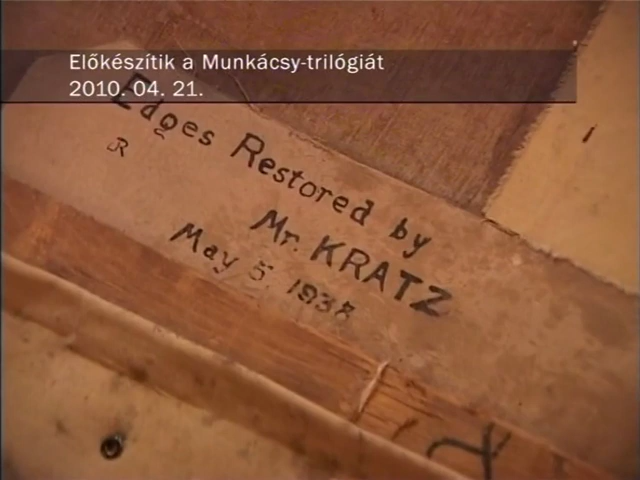 Előkészítik a Munkácsy-trilógiát
2010. 04. 21.
Edges Restored by
R
Mr. KRATZ
May 5, 1938